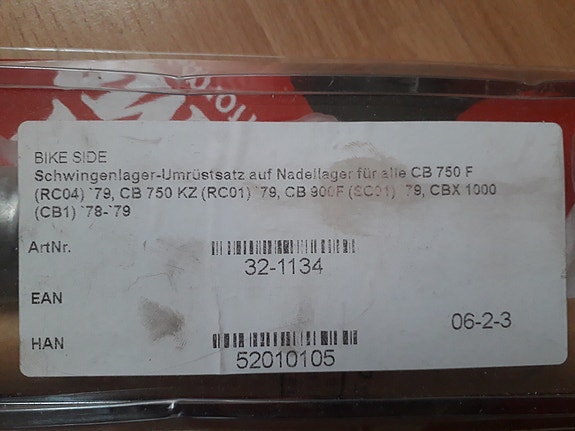 BIKE SIDE
Schwingenlager-Umrüstsatz auf Nadellager für alle CB 750 F
(RC04) `79, CB 750 KZ (RC01) `79, CB 900F (SC01) `79, CBX 1000
(CB1) `78-`79
ArtNr.
32-1134
EAN
06-2-3
HAN
52010105